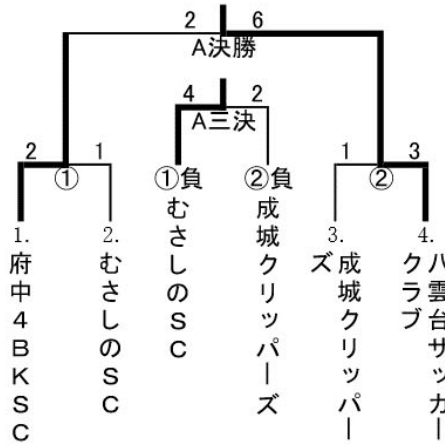 2 6
A決勝
4 2
A三決
2 1 1 3
① ①負 ②負 ②
むさしのSC
成城クリッパーズ
1.
府中4BKSC
2.
むさしのSC
3.
成城クリッパーズ
4.
八雲台サッカークラブ